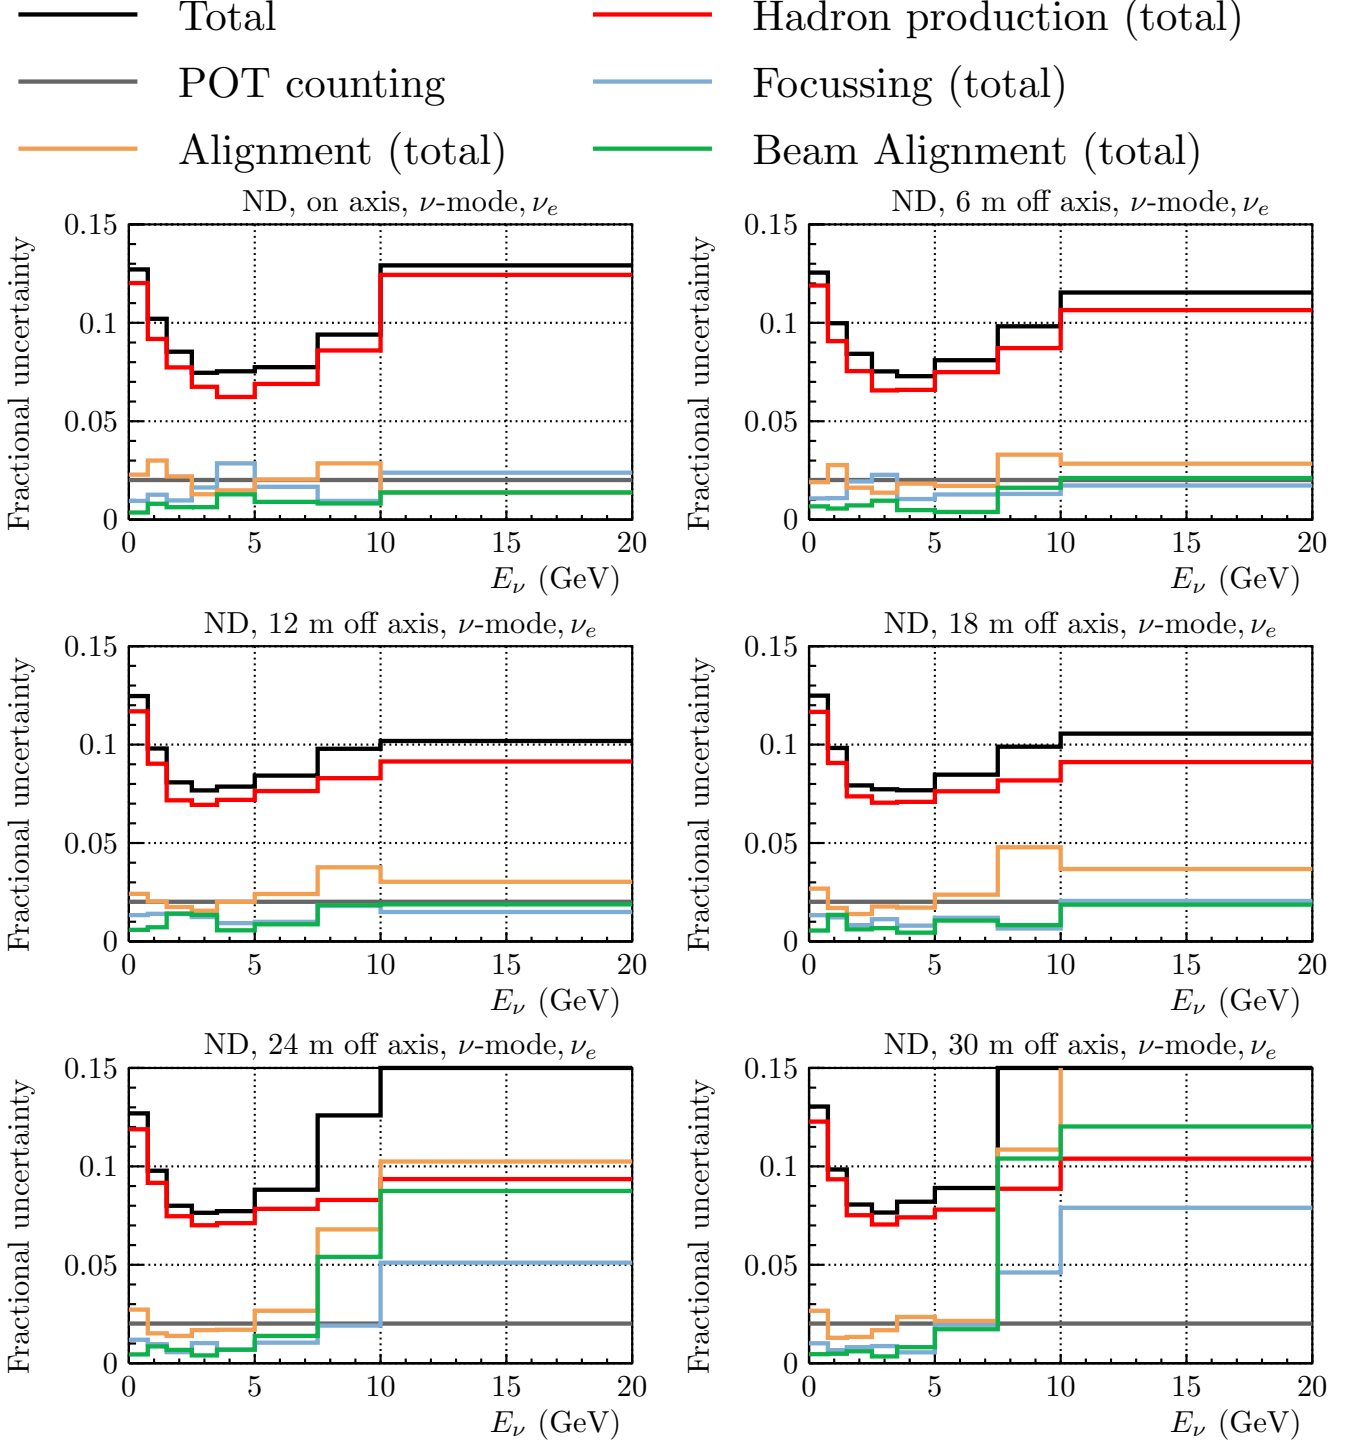 Total Hadron production (total)
POT counting Focussing (total)
Alignment (total) Beam Alignment (total)
ND, on axis, ν-mode, νₑ
Fractional uncertainty
0.15
0.1
0.05
0
0 5 10 15 20
E_ν (GeV)
ND, 6 m off axis, ν-mode, νₑ
Fractional uncertainty
0.15
0.1
0.05
0
0 5 10 15 20
E_ν (GeV)
ND, 12 m off axis, ν-mode, νₑ
Fractional uncertainty
0.15
0.1
0.05
0
0 5 10 15 20
E_ν (GeV)
ND, 18 m off axis, ν-mode, νₑ
Fractional uncertainty
0.15
0.1
0.05
0
0 5 10 15 20
E_ν (GeV)
ND, 24 m off axis, ν-mode, νₑ
Fractional uncertainty
0.15
0.1
0.05
0
0 5 10 15 20
E_ν (GeV)
ND, 30 m off axis, ν-mode, νₑ
Fractional uncertainty
0.15
0.1
0.05
0
0 5 10 15 20
E_ν (GeV)